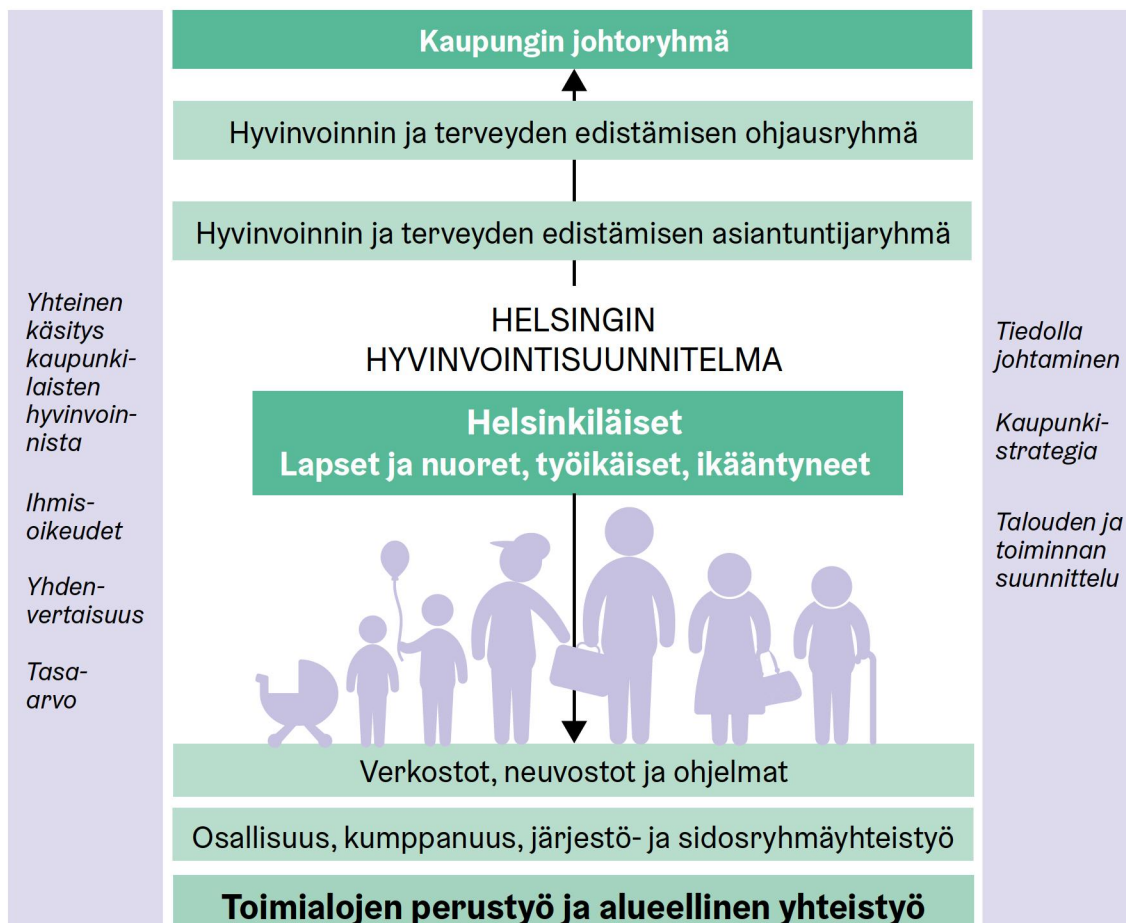 Kaupungin johtoryhmä
Hyvinvoinnin ja terveyden edistämisen ohjausryhmä
Hyvinvoinnin ja terveyden edistämisen asiantuntijaryhmä
Yhteinen
käsitys
kaupunki-
laisten
hyvinvoin-
nista
Ihmis-
oikeudet
Yhden-
vertaisuus
Tasa-
arvo
HELSINGIN
HYVINVOINTISUUNNITELMA
Helsinkiläiset
Lapset ja nuoret, työikäiset, ikääntyneet
Tiedolla
johtaminen
Kaupunki-
strategia
Talouden ja
toiminnan
suunnittelu
Verkostot, neuvostot ja ohjelmat
Osallisuus, kumppanuus, järjestö- ja sidosryhmäyhteistyö
Toimialojen perustyö ja alueellinen yhteistyö